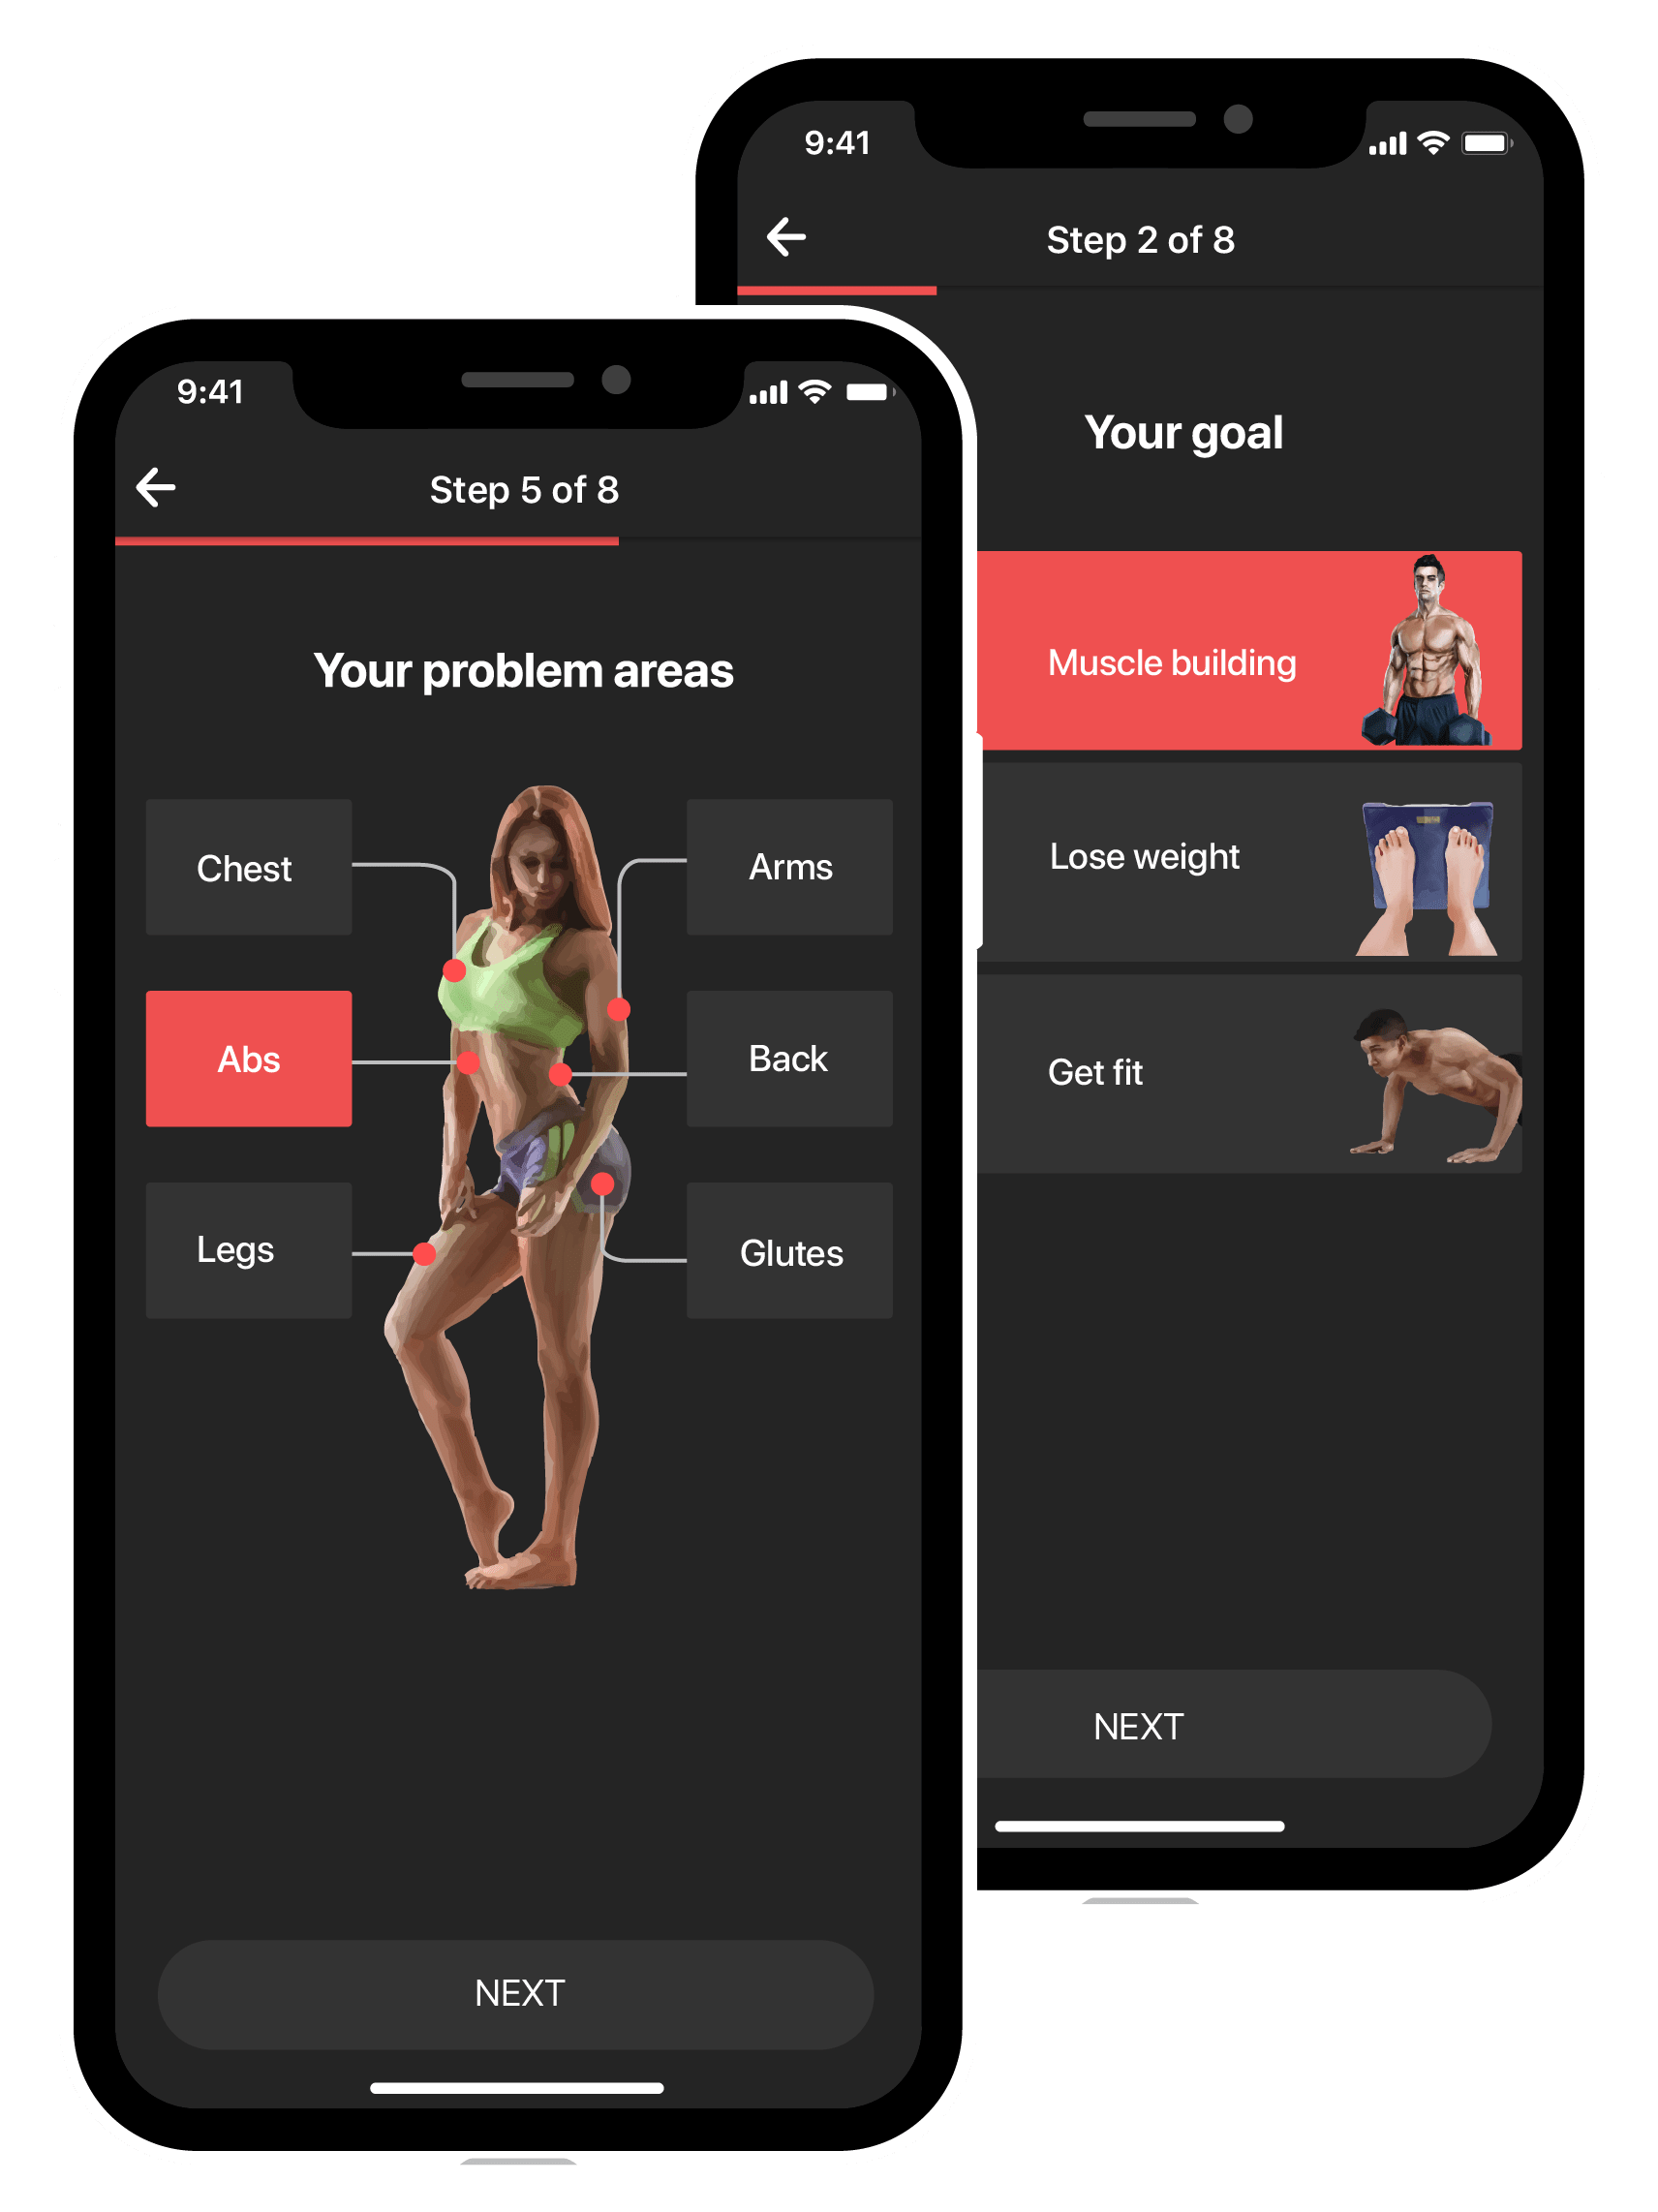 9:41
Step 2 of 8
Your goal
Muscle building
Lose weight
Get fit
NEXT
9:41
Step 5 of 8
Your problem areas
Chest
Arms
Abs
Back
Legs
Glutes
NEXT